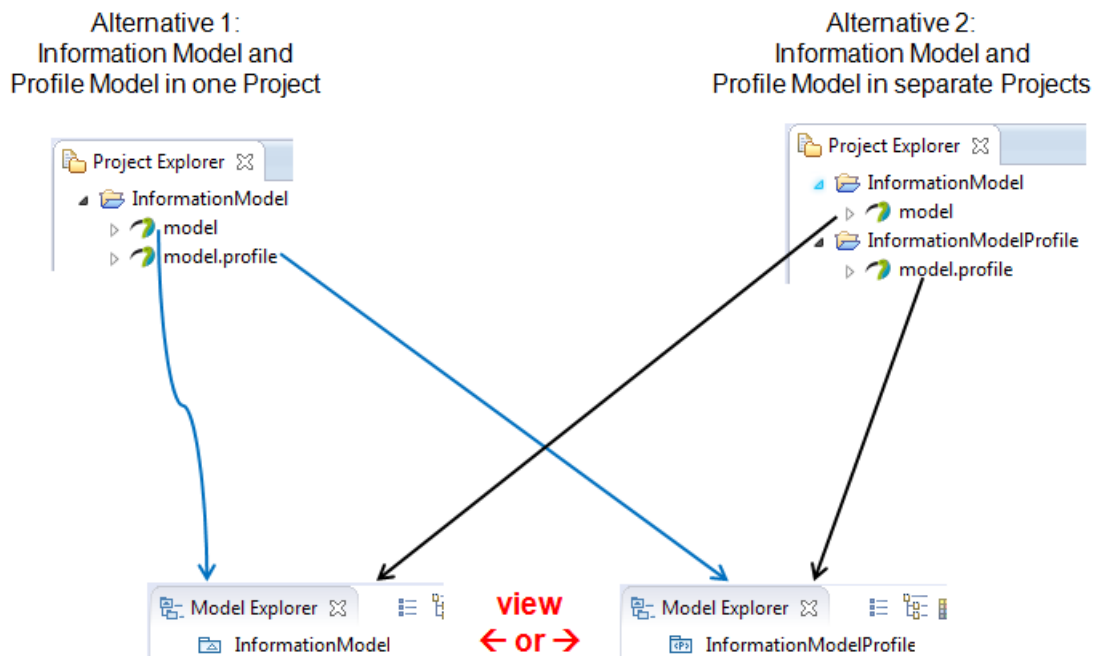 Alternative 1:
Information Model and
Profile Model in one Project
Alternative 2:
Information Model and
Profile Model in separate Projects
Project Explorer
InformationModel
model
model.profile
Project Explorer
InformationModel
model
InformationModelProfile
model.profile
Model Explorer
InformationModel
view
← or →
Model Explorer
<P>
InformationModelProfile